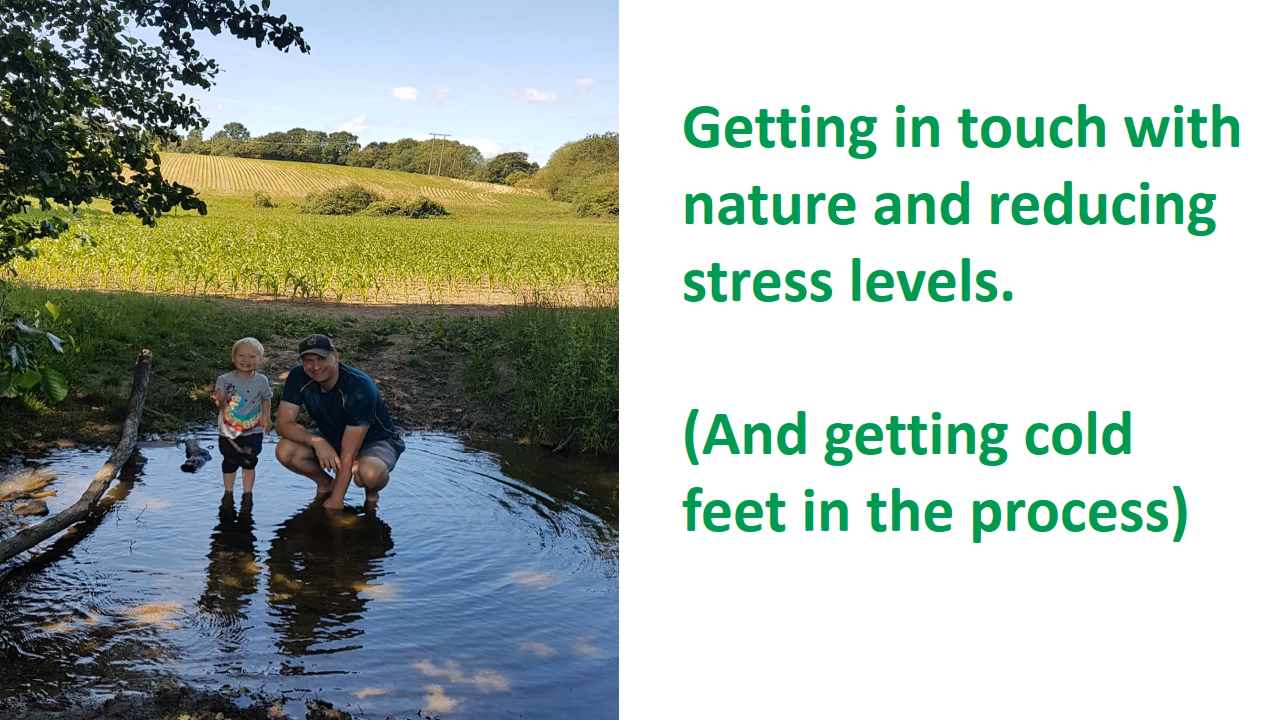 Getting in touch with
nature and reducing
stress levels.
(And getting cold
feet in the process)